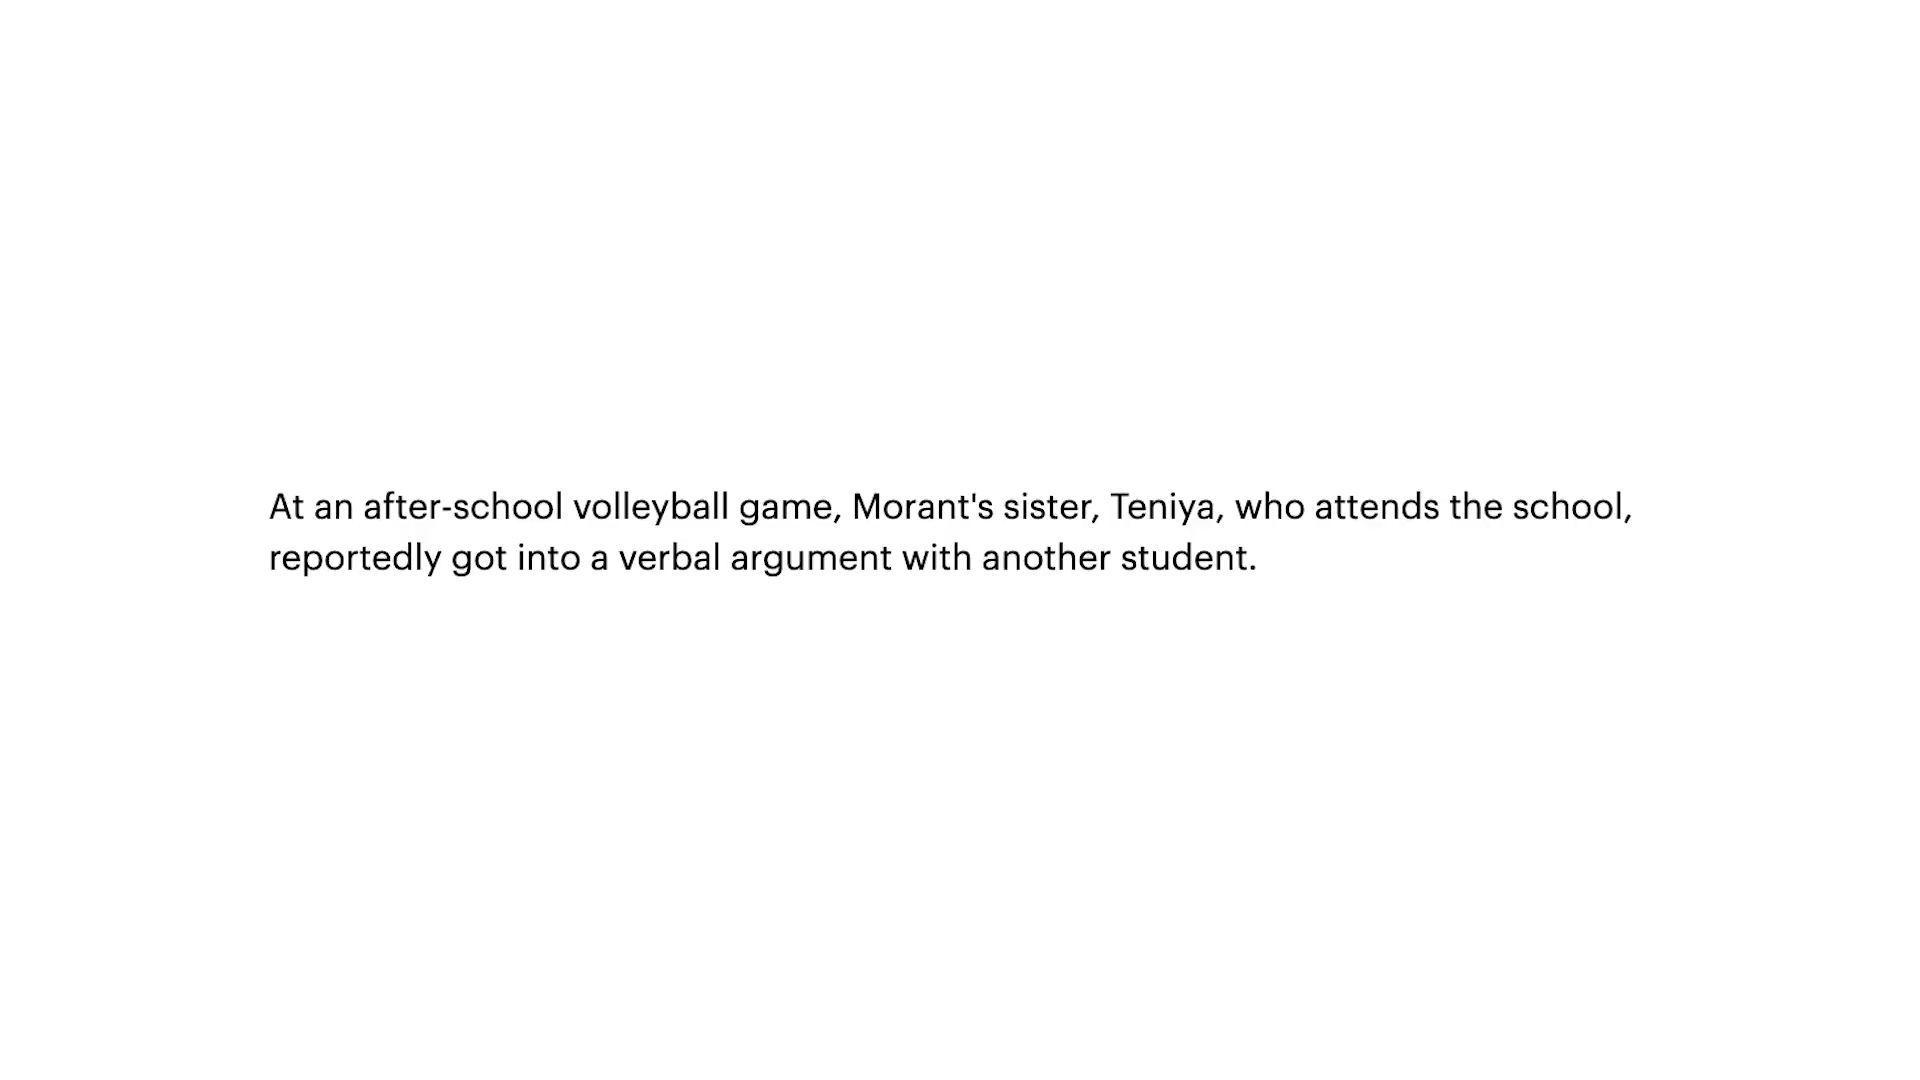 At an after-school volleyball game, Morant's sister, Teniya, who attends the school,
reportedly got into a verbal argument with another student.